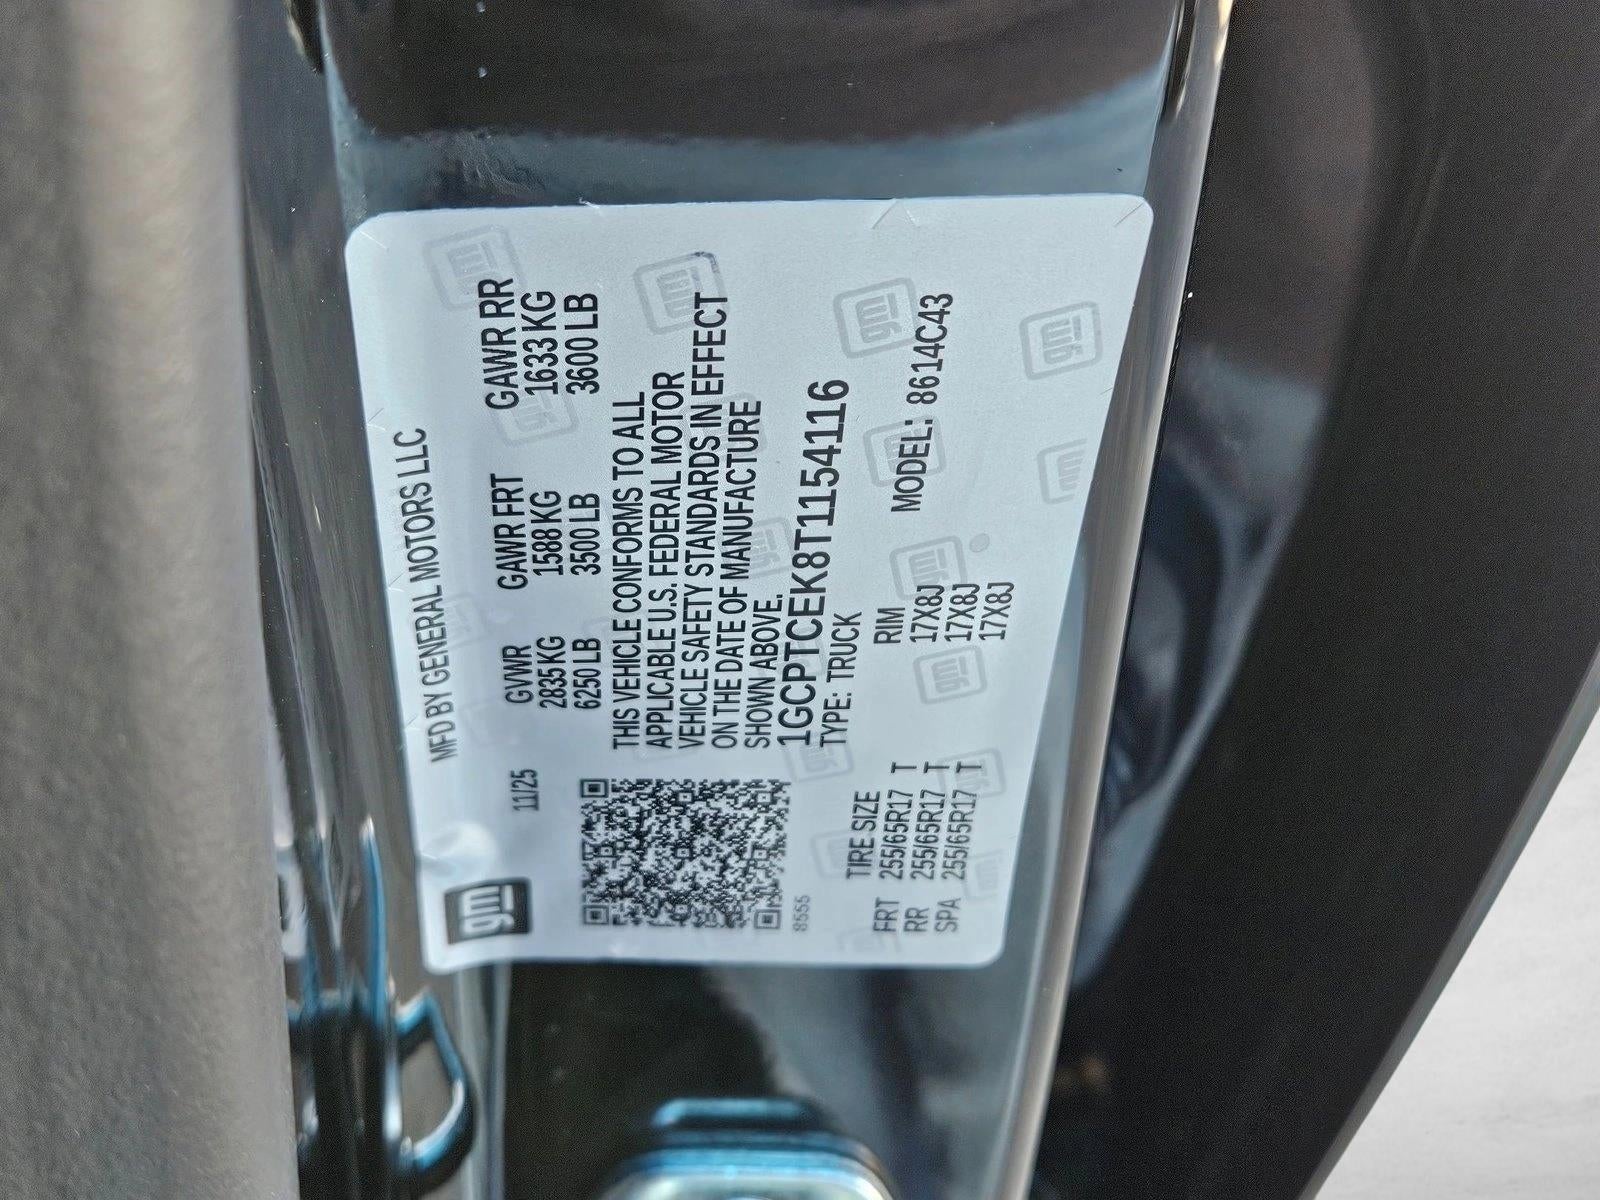 gm
MFD BY GENERAL MOTORS LLC
11/25
GVWR GAWR FRT GAWR RR
2835 KG 1588 KG 1633 KG
6250 LB 3500 LB 3600 LB
THIS VEHICLE CONFORMS TO ALL
APPLICABLE U.S. FEDERAL MOTOR
VEHICLE SAFETY STANDARDS IN EFFECT
ON THE DATE OF MANUFACTURE
SHOWN ABOVE.
1GCPTCEK8T1154116
8555
TYPE: TRUCK MODEL: 8614C43
TIRE SIZE RIM
FRT 255/65R17 T 17X8J
RR 255/65R17 T 17X8J
SPA 255/65R17 T 17X8J